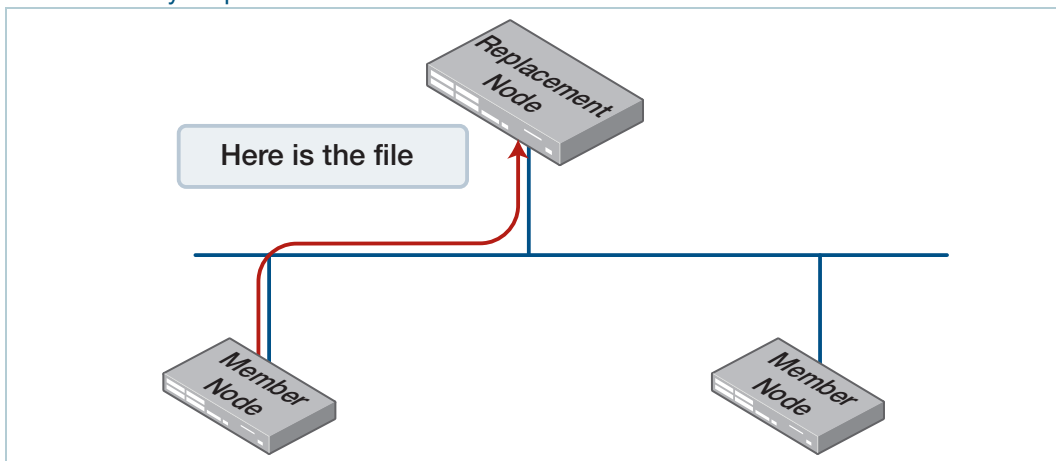 Replacement
Node
Here is the file
Member
Node
Member
Node